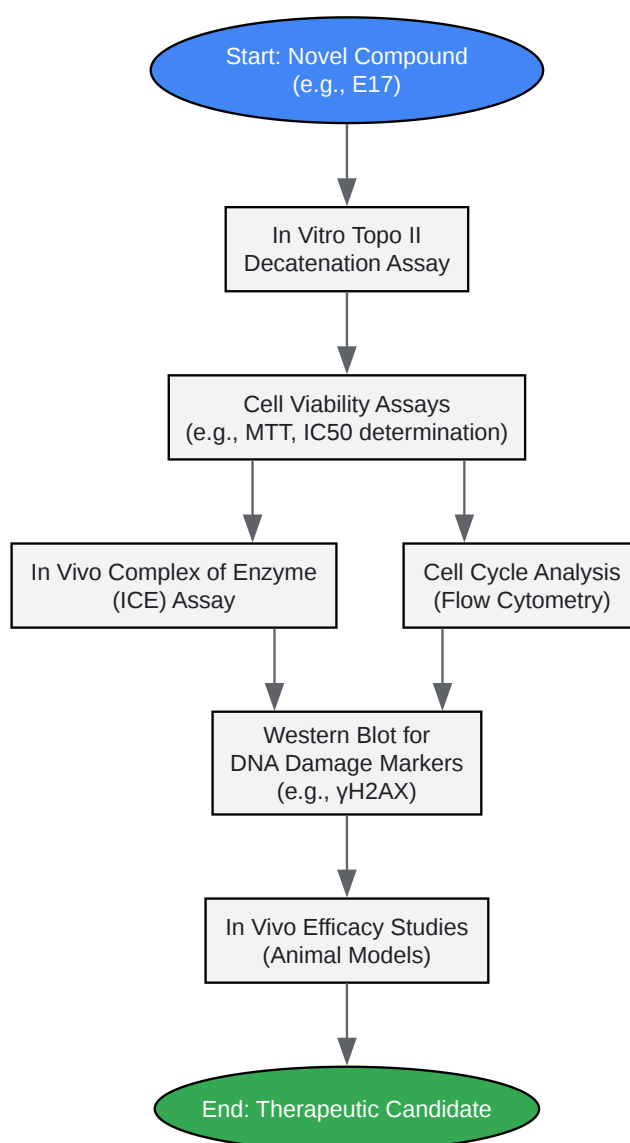 Start: Novel Compound
(e.g., E17)
In Vitro Topo II
Decatenation Assay
Cell Viability Assays
(e.g., MTT, IC50 determination)
In Vivo Complex of Enzyme
(ICE) Assay
Cell Cycle Analysis
(Flow Cytometry)
Western Blot for
DNA Damage Markers
(e.g., γH2AX)
In Vivo Efficacy Studies
(Animal Models)
End: Therapeutic Candidate